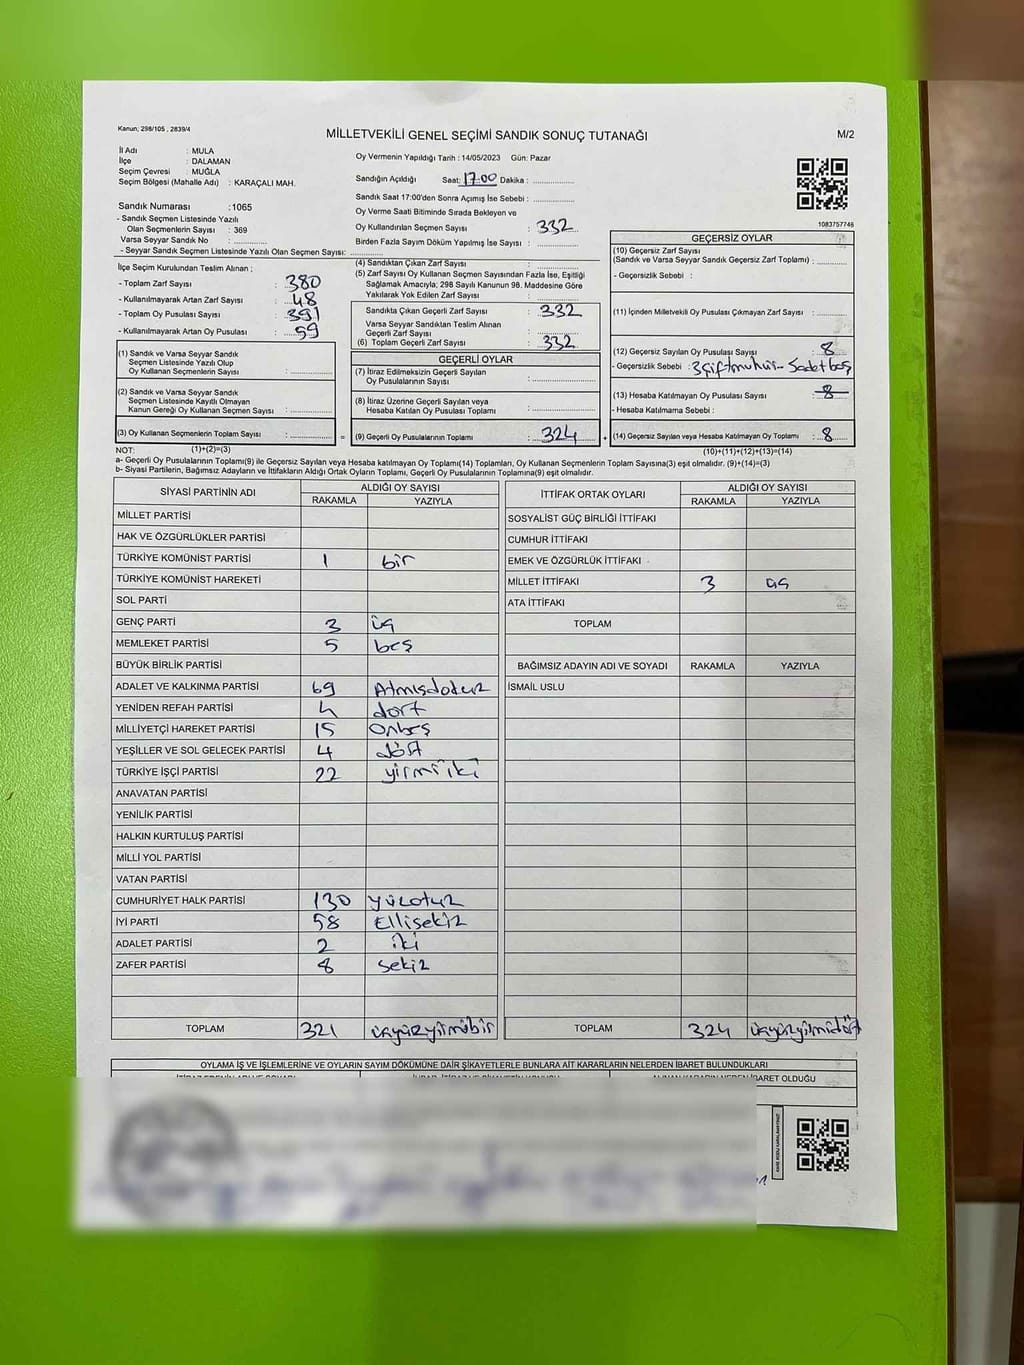 Kanun; 298/105 ; 2839/4
MİLLETVEKİLİ GENEL SEÇİMİ SANDIK SONUÇ TUTANAĞI
M/2
İl Adı : MULA
İlçe : DALAMAN
Seçim Çevresi : MUĞLA
Seçim Bölgesi (Mahalle Adı) : KARAÇALI MAH.
Sandık Numarası : 1065
- Sandık Seçmen Listesinde Yazılı
Olan Seçmenlerin Sayısı : 369
Varsa Seyyar Sandık No : ..............
- Seyyar Sandık Seçmen Listesinde Yazılı Olan Seçmen Sayısı: ..............
İlçe Seçim Kurulundan Teslim Alınan ;
- Toplam Zarf Sayısı : 380
- Kullanılmayarak Artan Zarf Sayısı : 48
- Toplam Oy Pusulası Sayısı : 391
- Kullanılmayarak Artan Oy Pusulası : 59
(1) Sandık ve Varsa Seyyar Sandık
Seçmen Listesinde Yazılı Olup
Oy Kullanan Seçmenlerin Sayısı : ..............
(2) Sandık ve Varsa Seyyar Sandık
Seçmen Listesinde Kayıtlı Olmayan
Kanun Gereği Oy Kullanan Seçmen Sayısı : ..............
(3) Oy Kullanan Seçmenlerin Toplam Sayısı : ..............
Oy Vermenin Yapıldığı Tarih : 14/05/2023 Gün: Pazar
Sandığın Açıldığı Saat: 17:00 Dakika : ..............
Sandık Saat 17:00'den Sonra Açımış İse Sebebi : ..............
Oy Verme Saati Bitiminde Sırada Bekleyen ve
Oy Kullandırılan Seçmen Sayısı : 332
Birden Fazla Sayım Döküm Yapılmış İse Sayısı : ..............
(4) Sandıktan Çıkan Zarf Sayısı : ..............
(5) Zarf Sayısı Oy Kullanan Seçmen Sayısından Fazla İse, Eşitliği
Sağlamak Amacıyla; 298 Sayılı Kanunun 98. Maddesine Göre
Yakılarak Yok Edilen Zarf Sayısı : ..............
Sandıkta Çıkan Geçerli Zarf Sayısı : 332
Varsa Seyyar Sandıktan Teslim Alınan
Geçerli Zarf Sayısı : ..............
(6) Toplam Geçerli Zarf Sayısı : 332
GEÇERLİ OYLAR
(7) İtiraz Edilmeksizin Geçerli Sayılan
Oy Pusulalarının Sayısı : ..............
(8) İtiraz Üzerine Geçerli Sayılan veya
Hesaba Katılan Oy Pusulaları Toplamı : ..............
= (9) Geçerli Oy Pusulalarının Toplamı : 324
1083757746
GEÇERSİZ OYLAR
(10) Geçersiz Zarf Sayısı
(Sandık ve Varsa Seyyar Sandık Geçersiz Zarf Toplamı) : ..............
- Geçersizlik Sebebi :
(11) İçinden Milletvekili Oy Pusulası Çıkmayan Zarf Sayısı : ..............
(12) Geçersiz Sayılan Oy Pusulası Sayısı : 8
- Geçersizlik Sebebi : 3 çift mühür - 5 adet boş
(13) Hesaba Katılmayan Oy Pusulası Sayısı : 8
- Hesaba Katılmama Sebebi :
+ (14) Geçersiz Sayılan veya Hesaba Katılmayan Oy Toplamı : 8
NOT: (1)+(2)=(3) (10)+(11)+(12)+(13)=(14)
a- Geçerli Oy Pusulalarının Toplamı(9) ile Geçersiz Sayılan veya Hesaba katılmayan Oy Toplamı(14) Toplamları, Oy Kullanan Seçmenlerin Toplam Sayısına(3) eşit olmalıdır. (9)+(14)=(3)
b- Siyasi Partilerin, Bağımsız Adayların ve İttifakların Aldığı Ortak Oyların Toplamı, Geçerli Oy Pusulalarının Toplamına(9) eşit olmalıdır.
SİYASİ PARTİNİN ADI ALDIĞI OY SAYISI
RAKAMLA YAZIYLA
MİLLET PARTİSİ
HAK VE ÖZGÜRLÜKLER PARTİSİ
TÜRKİYE KOMÜNİST PARTİSİ 1 bir
TÜRKİYE KOMÜNİST HAREKETİ
SOL PARTİ
GENÇ PARTİ 3 üç
MEMLEKET PARTİSİ 5 beş
BÜYÜK BİRLİK PARTİSİ
ADALET VE KALKINMA PARTİSİ 69 Atmışdokuz
YENİDEN REFAH PARTİSİ 4 dört
MİLLİYETÇİ HAREKET PARTİSİ 15 onbeş
YEŞİLLER VE SOL GELECEK PARTİSİ 4 dört
TÜRKİYE İŞÇİ PARTİSİ 22 yirmiiki
ANAVATAN PARTİSİ
YENİLİK PARTİSİ
HALKIN KURTULUŞ PARTİSİ
MİLLİ YOL PARTİSİ
VATAN PARTİSİ
CUMHURİYET HALK PARTİSİ 130 yüzotuz
İYİ PARTİ 58 Ellisekiz
ADALET PARTİSİ 2 iki
ZAFER PARTİSİ 8 sekiz
TOPLAM 321 üçyüzyirmibir
İTTİFAK ORTAK OYLARI ALDIĞI OY SAYISI
RAKAMLA YAZIYLA
SOSYALİST GÜÇ BİRLİĞİ İTTİFAKI
CUMHUR İTTİFAKI
EMEK VE ÖZGÜRLÜK İTTİFAKI
MİLLET İTTİFAKI 3 üç
ATA İTTİFAKI
TOPLAM
BAĞIMSIZ ADAYIN ADI VE SOYADI RAKAMLA YAZIYLA
İSMAİL USLU
TOPLAM 324 üçyüzyirmidört
OYLAMA İŞ VE İŞLEMLERİNE VE OYLARIN SAYIM DÖKÜMÜNE DAİR ŞİKAYETLERLE BUNLARA AİT KARARLARIN NELERDEN İBARET BULUNDUKLARI
İBARET OLDUĞU